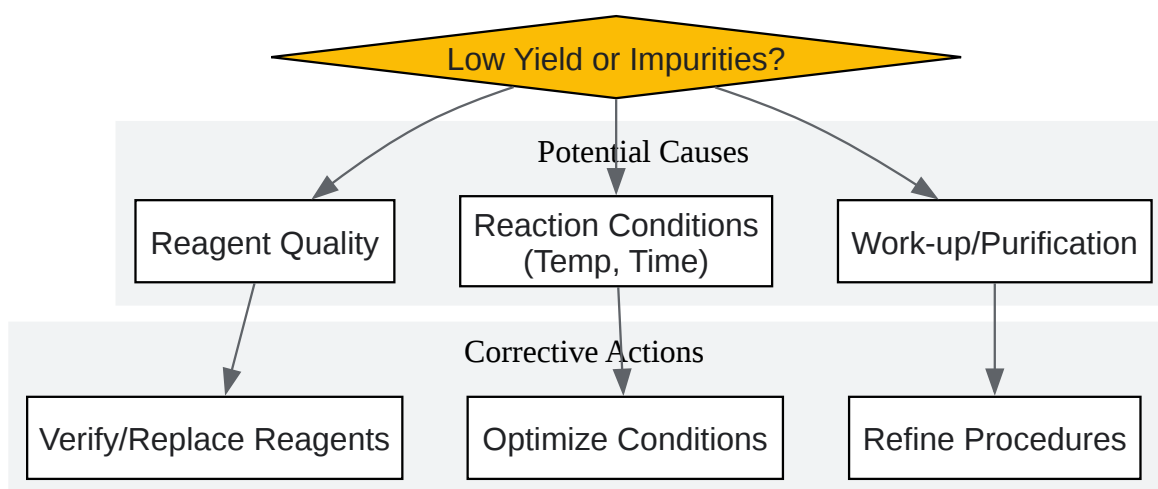 Low Yield or Impurities?
Potential Causes
Reagent Quality
Reaction Conditions
(Temp, Time)
Work-up/Purification
Corrective Actions
Verify/Replace Reagents
Optimize Conditions
Refine Procedures